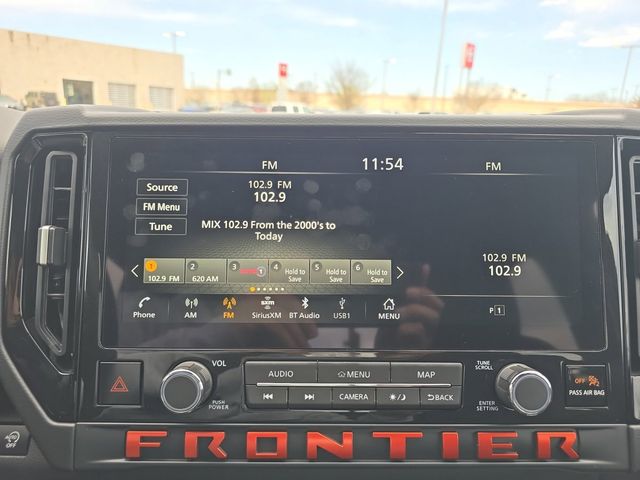 FM 11:54 FM
Source
102.9 FM
102.9
FM Menu
Tune
MIX 102.9 From the 2000's to
Today
102.9 FM
102.9
1 2 3 4 5 6
102.9 FM 620 AM 1 Hold to Save Hold to Save Hold to Save
sxm
Phone AM FM SiriusXM BT Audio USB1 MENU P1
VOL
PUSH
POWER
AUDIO MENU MAP
CAMERA BACK
TUNE
SCROLL
ENTER
SETTING
OFF
PASS AIR BAG
OFF
FRONTIER